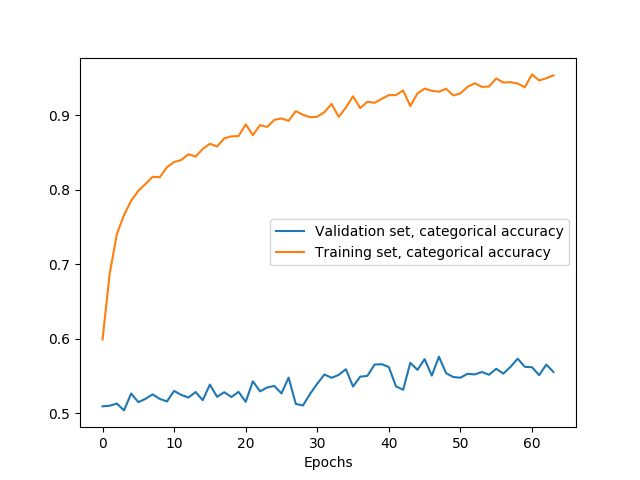 0.9
0.8
0.7
0.6
0.5
Validation set, categorical accuracy
Training set, categorical accuracy
0 10 20 30 40 50 60
Epochs